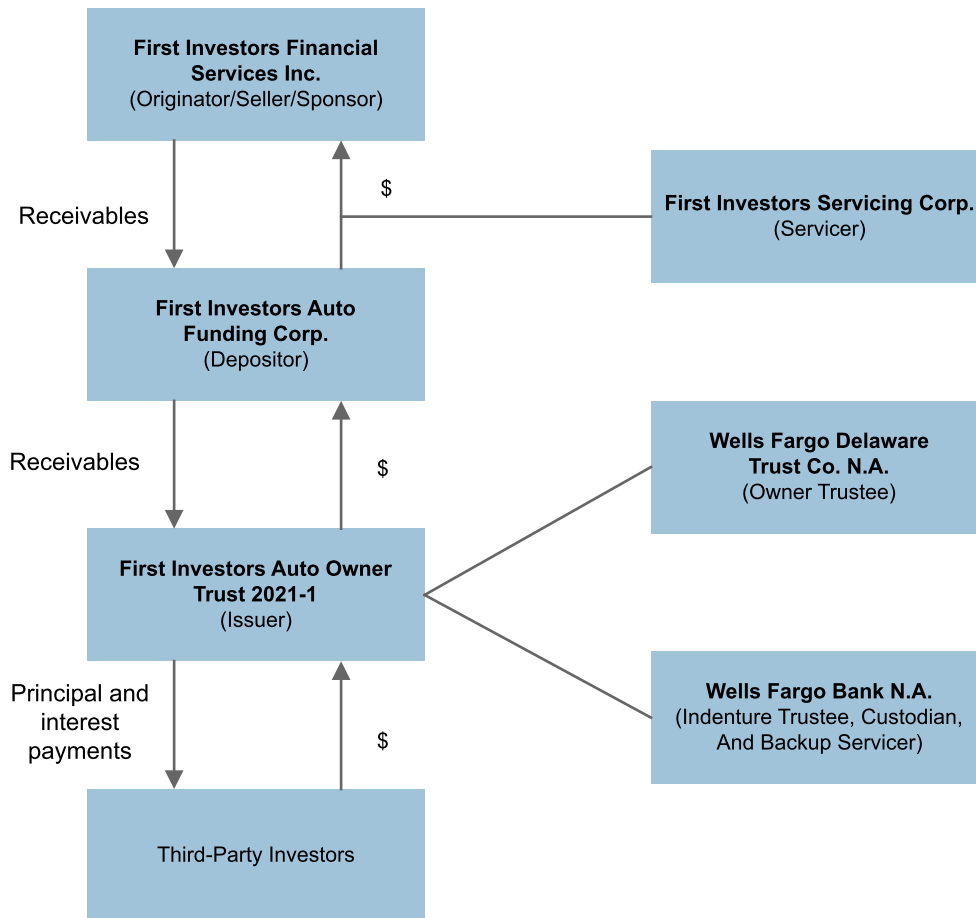 First Investors Financial
Services Inc.
(Originator/Seller/Sponsor)
Receivables
$
First Investors Servicing Corp.
(Servicer)
First Investors Auto
Funding Corp.
(Depositor)
Receivables
$
Wells Fargo Delaware
Trust Co. N.A.
(Owner Trustee)
First Investors Auto Owner
Trust 2021-1
(Issuer)
Principal and
interest
payments
$
Wells Fargo Bank N.A.
(Indenture Trustee, Custodian,
And Backup Servicer)
Third-Party Investors